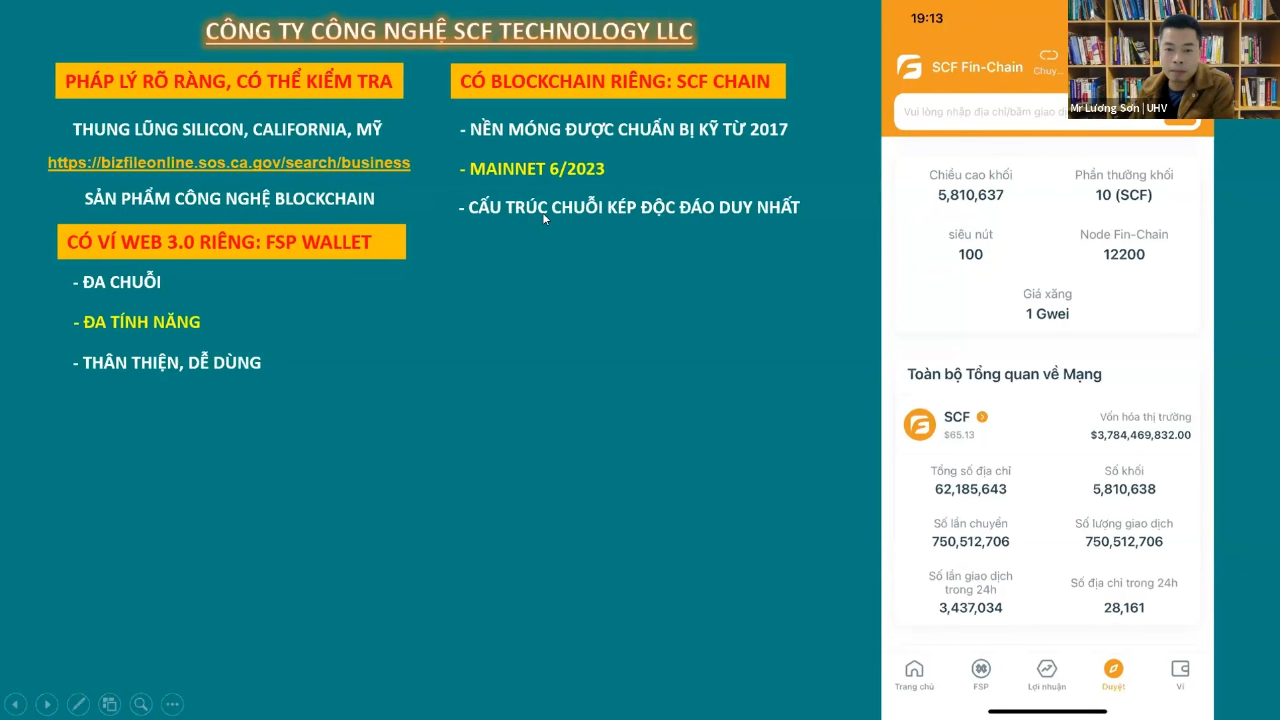 CÔNG TY CÔNG NGHỆ SCF TECHNOLOGY LLC
PHÁP LÝ RÕ RÀNG, CÓ THỂ KIỂM TRA
THUNG LŨNG SILICON, CALIFORNIA, MỸ
https://bizfileonline.sos.ca.gov/search/business
SẢN PHẨM CÔNG NGHỆ BLOCKCHAIN
CÓ VÍ WEB 3.0 RIÊNG: FSP WALLET
- ĐA CHUỖI
- ĐA TÍNH NĂNG
- THÂN THIỆN, DỄ DÙNG
CÓ BLOCKCHAIN RIÊNG: SCF CHAIN
- NỀN MÓNG ĐƯỢC CHUẨN BỊ KỸ TỪ 2017
- MAINNET 6/2023
- CẤU TRÚC CHUỖI KÉP ĐỘC ĐÁO DUY NHẤT
19:13
SCF Fin-Chain
Chuy...
Mr Lương Sơn | UHV
Vui lòng nhập địa chỉ/băm giao
Chiều cao khối
Phần thưởng khối
5,810,637
10 (SCF)
siêu nút
Node Fin-Chain
100
12200
Giá xăng
1 Gwei
Toàn bộ Tổng quan về Mạng
SCF
Vốn hóa thị trường
$65.13
$3,784,469,832.00
Tổng số địa chỉ
Số khối
62,185,643
5,810,638
Số lần chuyển
Số lượng giao dịch
750,512,706
750,512,706
Số lần giao dịch
trong 24h
Số địa chỉ trong 24h
3,437,034
28,161
Trang chủ
FSP
Lợi nhuận
Duyệt
Ví